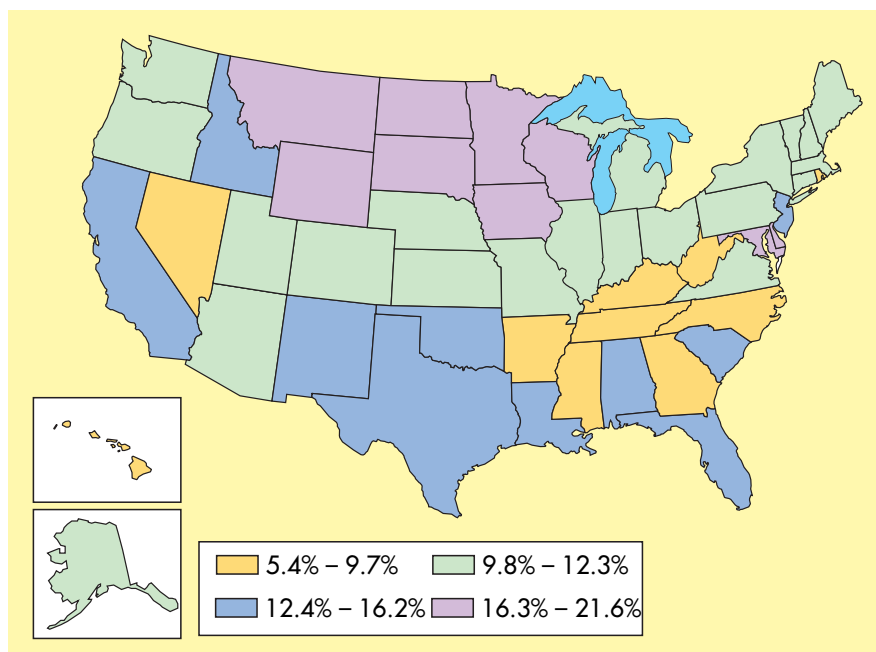 5.4% – 9.7% 9.8% – 12.3%
12.4% – 16.2% 16.3% – 21.6%